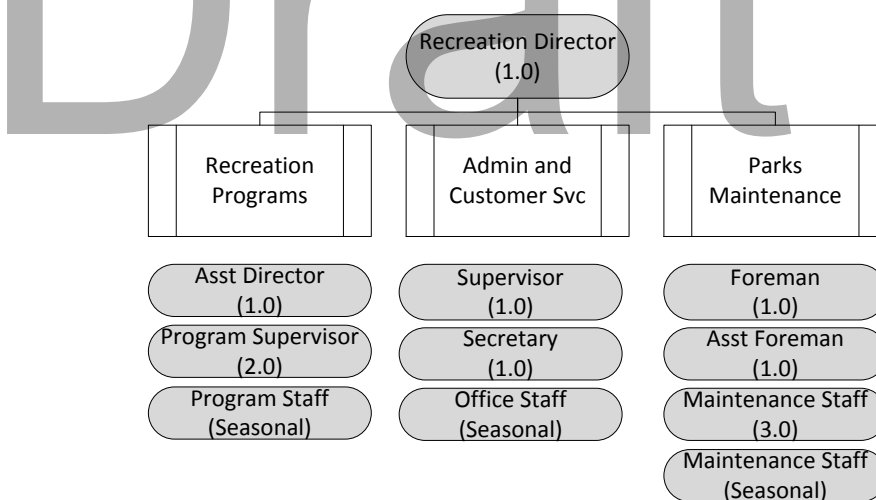 Draft
Recreation Director
(1.0)
Recreation
Programs
Admin and
Customer Svc
Parks
Maintenance
Asst Director
(1.0)
Program Supervisor
(2.0)
Program Staff
(Seasonal)
Supervisor
(1.0)
Secretary
(1.0)
Office Staff
(Seasonal)
Foreman
(1.0)
Asst Foreman
(1.0)
Maintenance Staff
(3.0)
Maintenance Staff
(Seasonal)